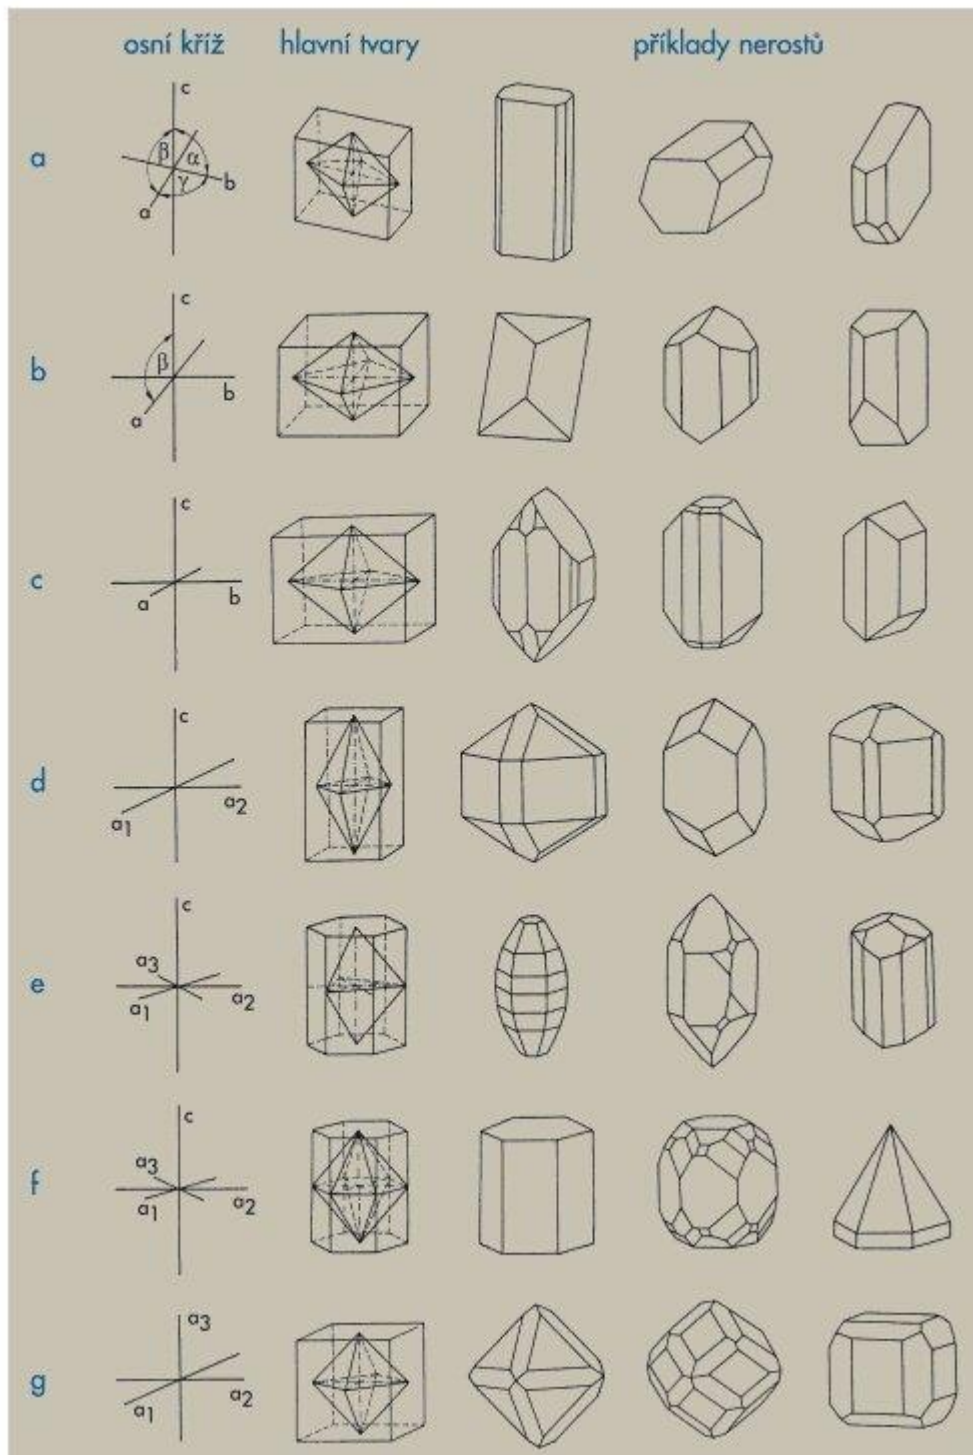 osní kříž hlavní tvary příklady nerostů
a
c
β α
γ b
a
b
c
β
b
a
c
c
a b
d
c
a1 a2
e
c
a3
a1 a2
f
c
a3
a1 a2
g
a3
a1 a2